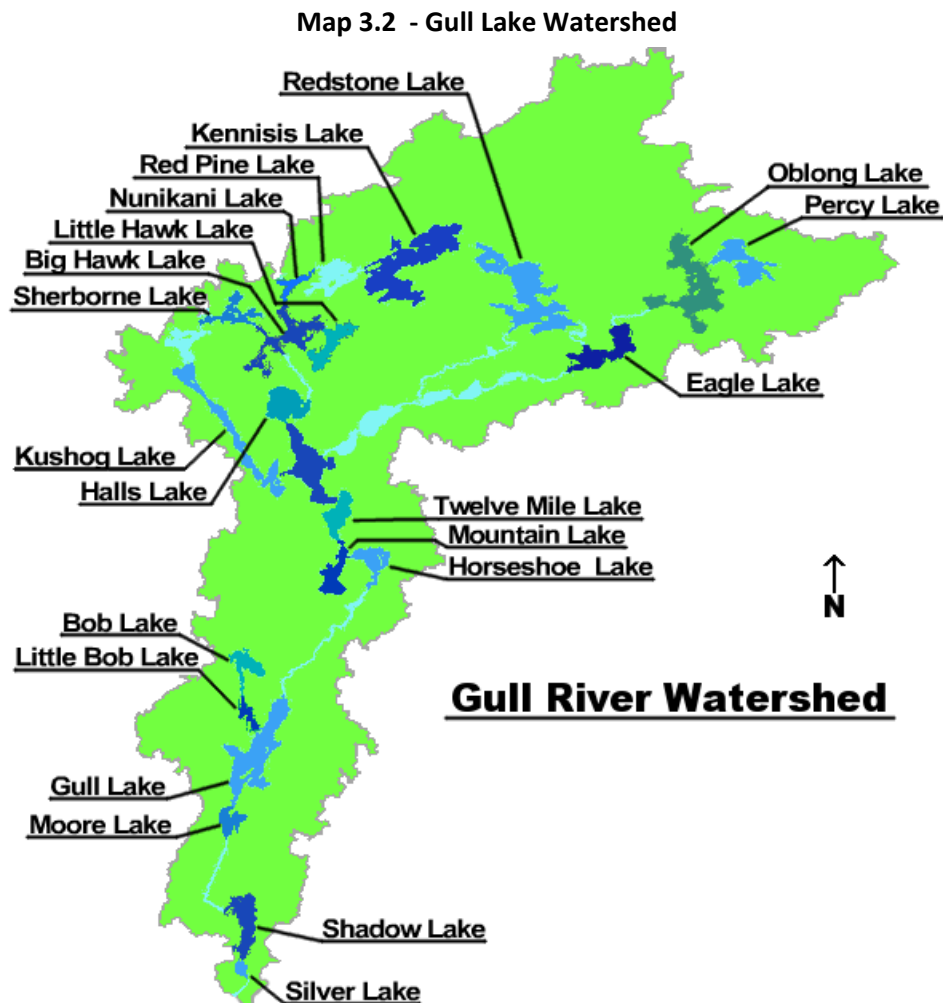 Map 3.2 - Gull Lake Watershed
Redstone Lake
Kennisis Lake
Red Pine Lake
Oblong Lake
Nunikani Lake
Percy Lake
Little Hawk Lake
Big Hawk Lake
Sherborne Lake
Eagle Lake
Kushog Lake
Halls Lake
Twelve Mile Lake
Mountain Lake
Horseshoe Lake
N
Bob Lake
Little Bob Lake
Gull River Watershed
Gull Lake
Moore Lake
Shadow Lake
Silver Lake